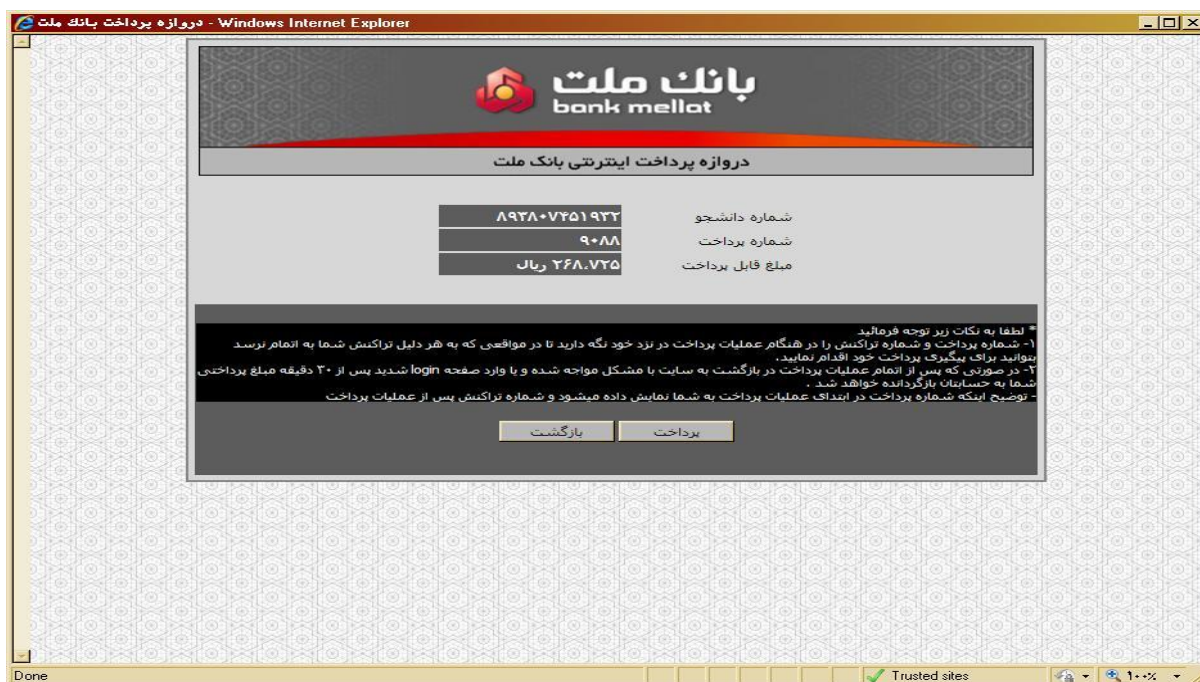 دروازه پرداخت بانك ملت - Windows Internet Explorer
بانك ملت
bank mellat
دروازه پرداخت اینترنتی بانک ملت
شماره دانشجو ۸۹۳۸۰۷۴۵۱۹۳۲
شماره پرداخت ۹۰۸۸
مبلغ قابل پرداخت ۲۶۸،۷۲۵ ریال
* لطفا به نکات زیر توجه فرمائید
۱- شماره پرداخت و شماره تراکنش را در هنگام عملیات پرداخت در نزد خود نگه دارید تا در مواقعی که به هر دلیل تراکنش شما به اتمام نرسد
بتوانید برای پیگیری پرداخت خود اقدام نمایید.
۲- در صورتی که پس از اتمام عملیات پرداخت در بازگشت به سایت با مشکل مواجه شده و یا وارد صفحه login شدید پس از ۳۰ دقیقه مبلغ پرداختی
شما به حسابتان بازگردانده خواهد شد .
- توضیح اینکه شماره پرداخت در ابتدای عملیات پرداخت به شما نمایش داده میشود و شماره تراکنش پس از عملیات پرداخت
پرداخت بازگشت
Done Trusted sites ۱۰۰%